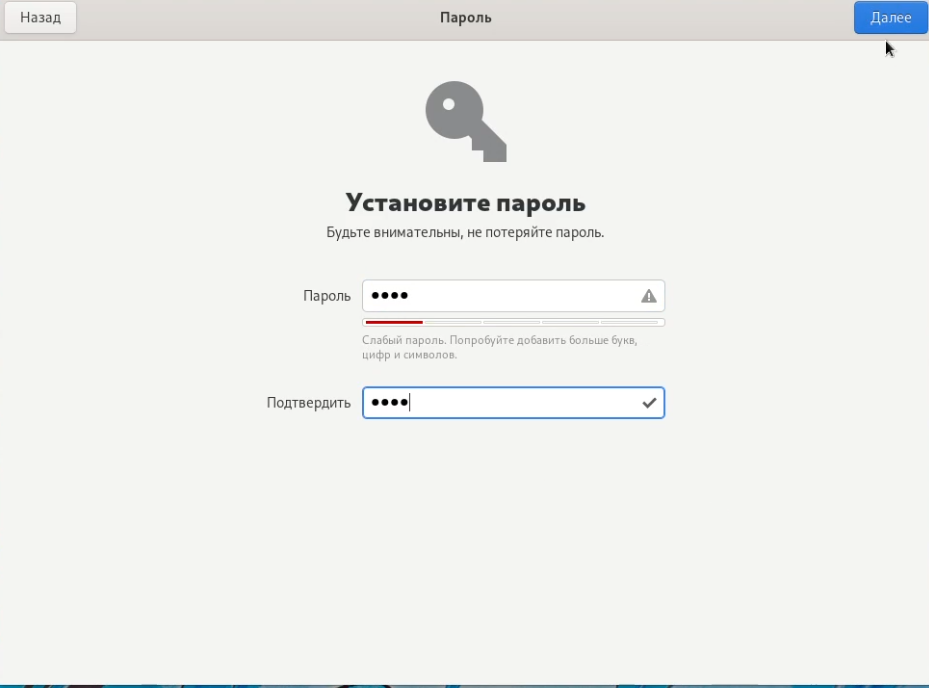 Назад
Пароль
Далее
Установите пароль
Будьте внимательны, не потеряйте пароль.
Пароль
••••
Слабый пароль. Попробуйте добавить больше букв,
цифр и символов.
Подтвердить
••••